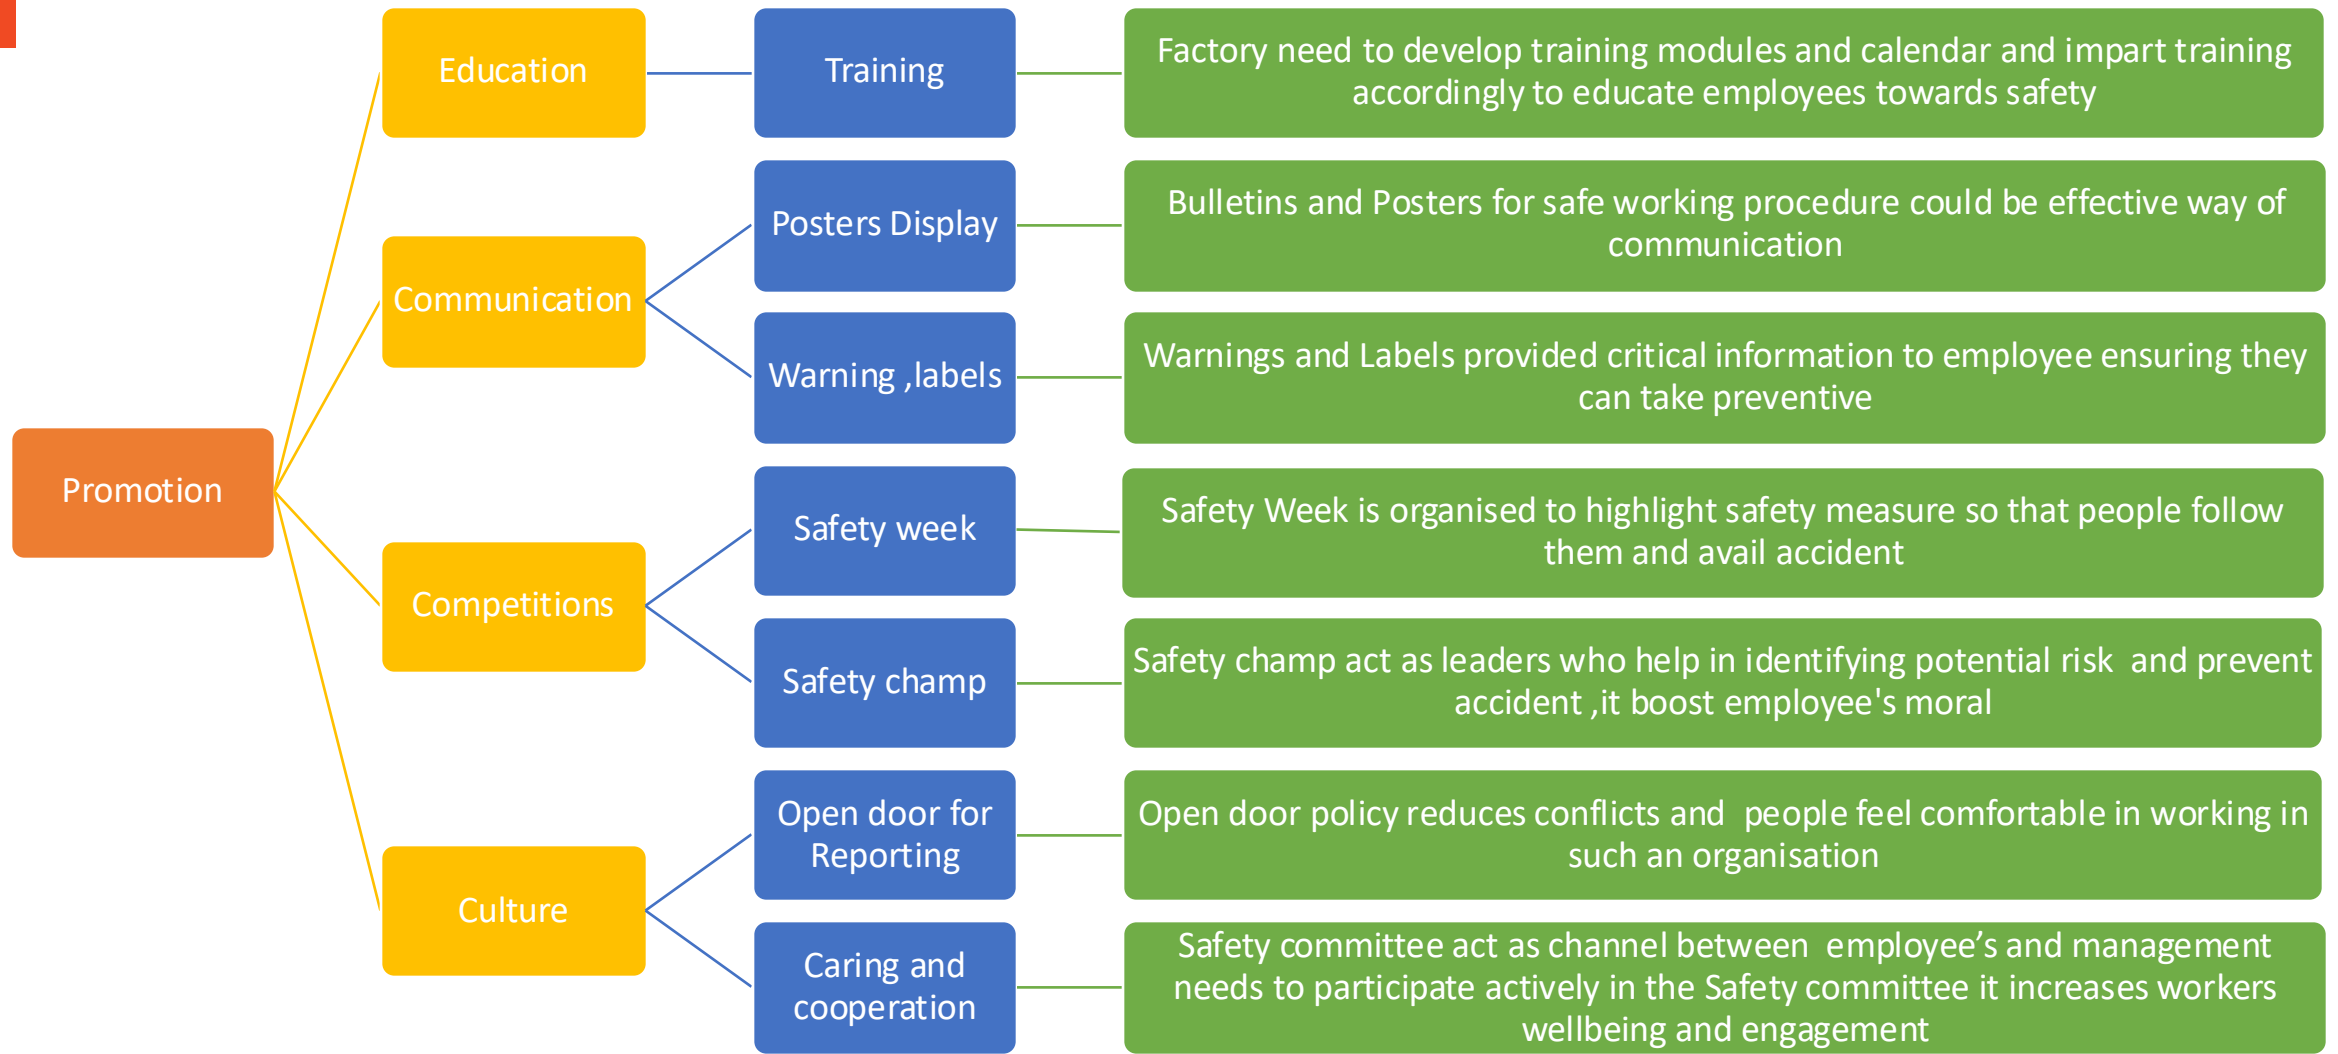 Promotion
Education
Training
Factory need to develop training modules and calendar and impart training
accordingly to educate employees towards safety
Communication
Posters Display
Bulletins and Posters for safe working procedure could be effective way of
communication
Warning ,labels
Warnings and Labels provided critical information to employee ensuring they
can take preventive
Competitions
Safety week
Safety Week is organised to highlight safety measure so that people follow
them and avail accident
Safety champ
Safety champ act as leaders who help in identifying potential risk  and prevent
accident ,it boost employee's moral
Culture
Open door for
Reporting
Open door policy reduces conflicts and  people feel comfortable in working in
such an organisation
Caring and
cooperation
Safety committee act as channel between  employee’s and management
needs to participate actively in the Safety committee it increases workers
wellbeing and engagement